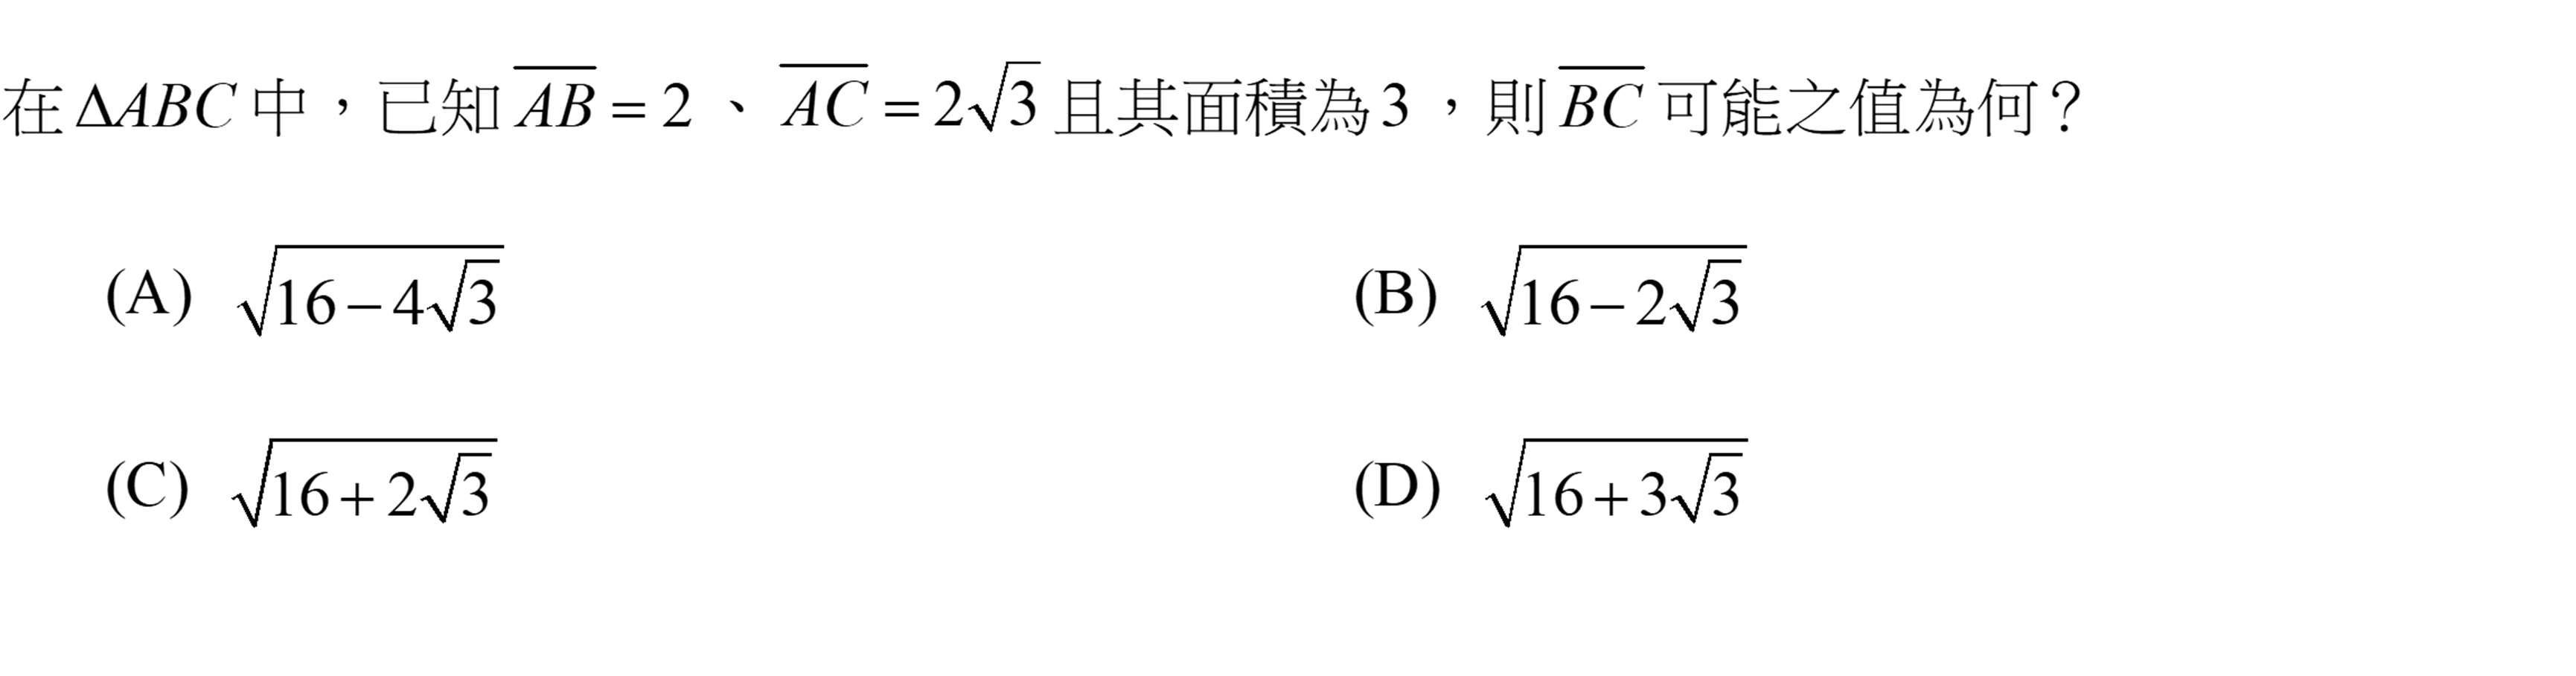 在 ΔABC 中，已知 $\overline{AB} = 2$ 、 $\overline{AC} = 2\sqrt{3}$ 且其面積為 3 ，則 $\overline{BC}$ 可能之值為何？
(A) $\sqrt{16-4\sqrt{3}}$ (B) $\sqrt{16-2\sqrt{3}}$
(C) $\sqrt{16+2\sqrt{3}}$ (D) $\sqrt{16+3\sqrt{3}}$